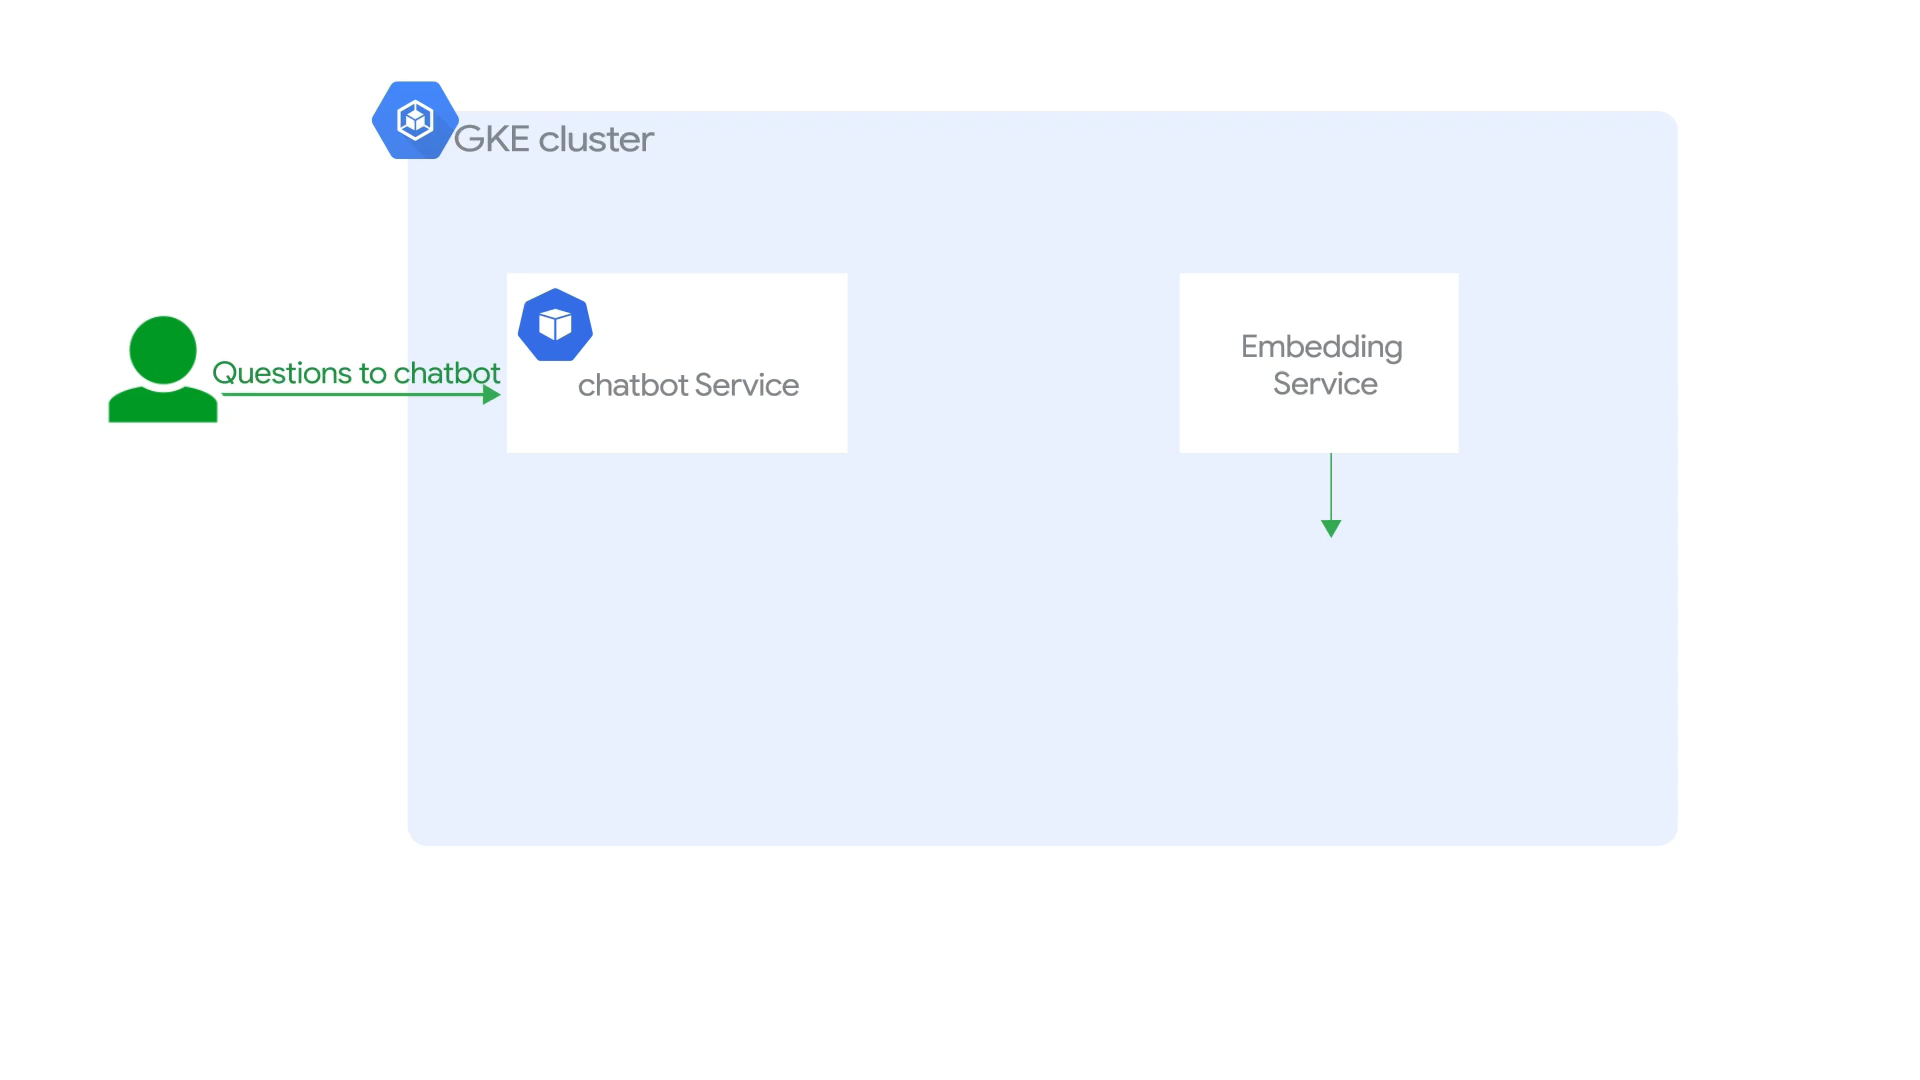 GKE cluster
Questions to chatbot
chatbot Service
Embedding
Service